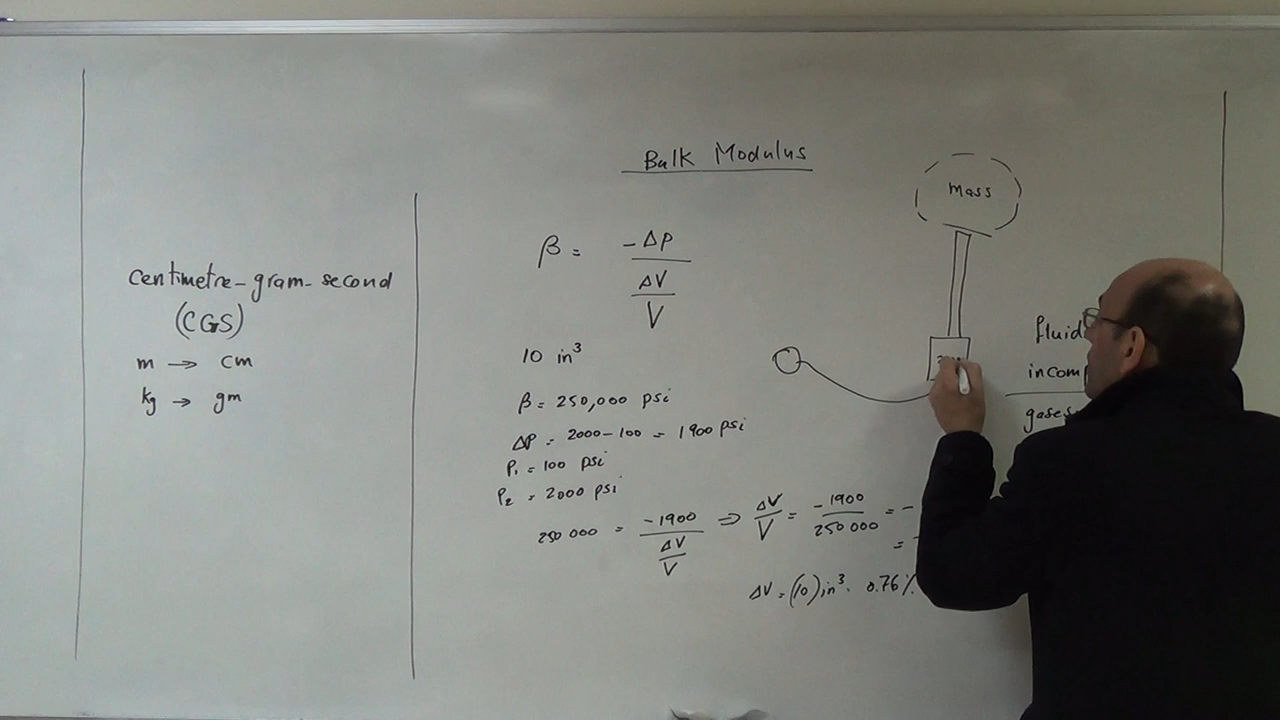 centimetre-gram-second
(CGS)
m → cm
kg → gm
Bulk Modulus
β = -ΔP / (ΔV / V)
10 in³
β = 250,000 psi
ΔP = 2000-100 = 1900 psi
P₁ = 100 psi
P₂ = 2000 psi
250 000 = -1900 / (ΔV / V) ⇒ ΔV / V = -1900 / 250 000 = -
=
ΔV = (10) in³. 0.76%
mass
fluid
incomp
gases